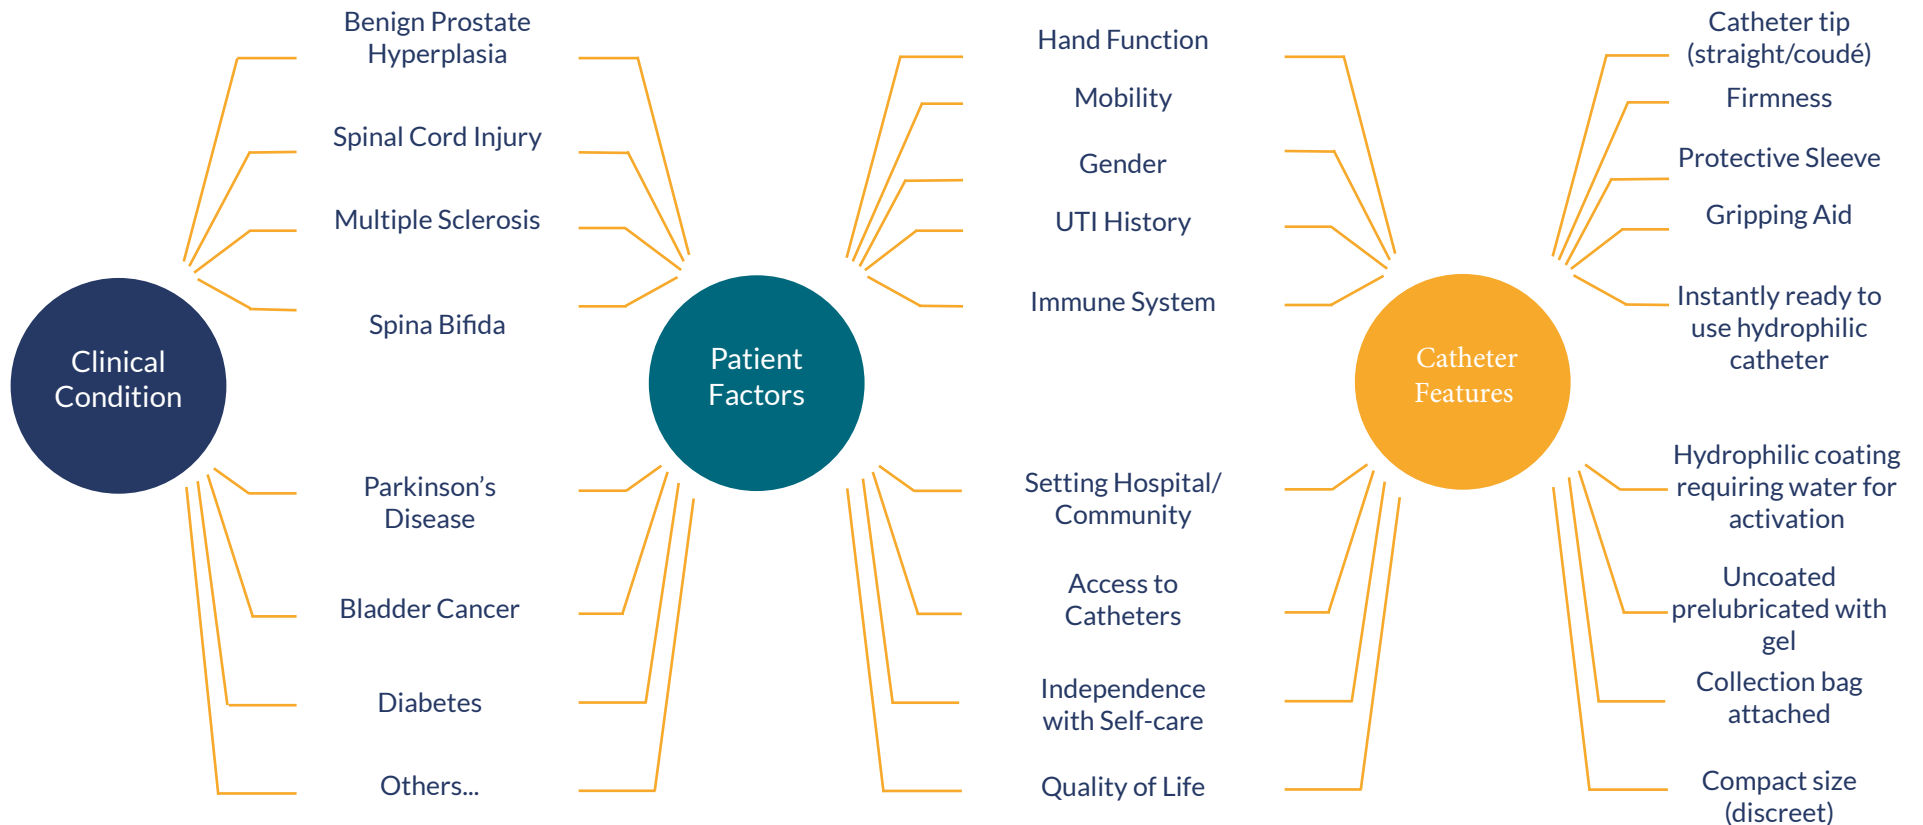 Clinical
Condition
Benign Prostate
Hyperplasia
Spinal Cord Injury
Multiple Sclerosis
Spina Bifida
Parkinson’s
Disease
Bladder Cancer
Diabetes
Others...
Patient
Factors
Hand Function
Mobility
Gender
UTI History
Immune System
Setting Hospital/
Community
Access to
Catheters
Independence
with Self-care
Quality of Life
Catheter
Features
Catheter tip
(straight/coudé)
Firmness
Protective Sleeve
Gripping Aid
Instantly ready to
use hydrophilic
catheter
Hydrophilic coating
requiring water for
activation
Uncoated
prelubricated with
gel
Collection bag
attached
Compact size
(discreet)